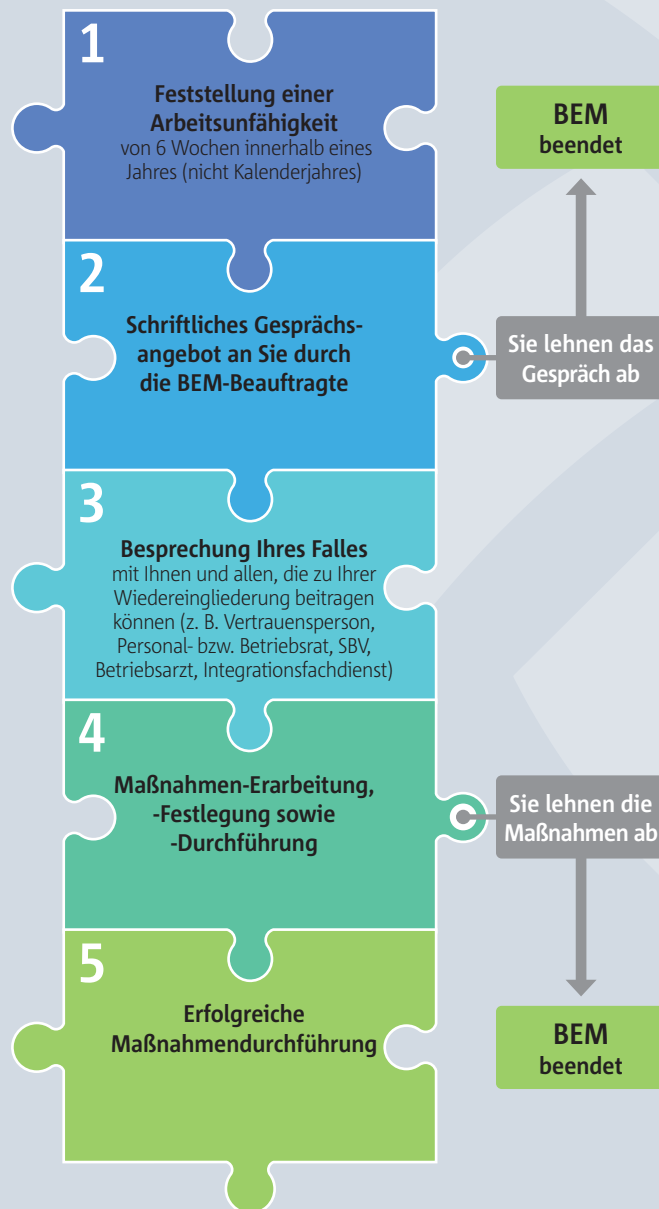 1
Feststellung einer
Arbeitsunfähigkeit
von 6 Wochen innerhalb eines
Jahres (nicht Kalenderjahres)
BEM
beendet
2
Schriftliches Gesprächs-
angebot an Sie durch
die BEM-Beauftragte
Sie lehnen das
Gespräch ab
3
Besprechung Ihres Falles
mit Ihnen und allen, die zu Ihrer
Wiedereingliederung beitragen
können (z. B. Vertrauensperson,
Personal- bzw. Betriebsrat, SBV,
Betriebsarzt, Integrationsfachdienst)
4
Maßnahmen-Erarbeitung,
-Festlegung sowie
-Durchführung
Sie lehnen die
Maßnahmen ab
5
Erfolgreiche
Maßnahmendurchführung
BEM
beendet